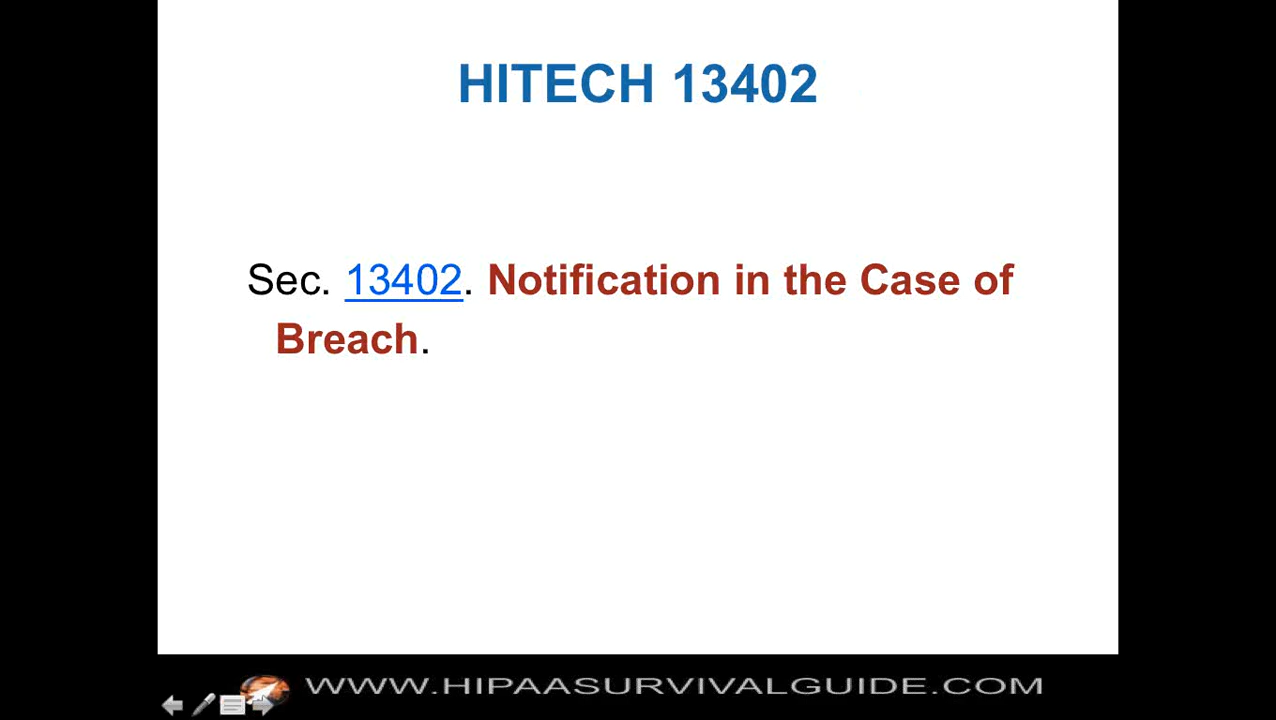 HITECH 13402
Sec. 13402. Notification in the Case of
Breach.
WWW.HIPAASURVIVALGUIDE.COM